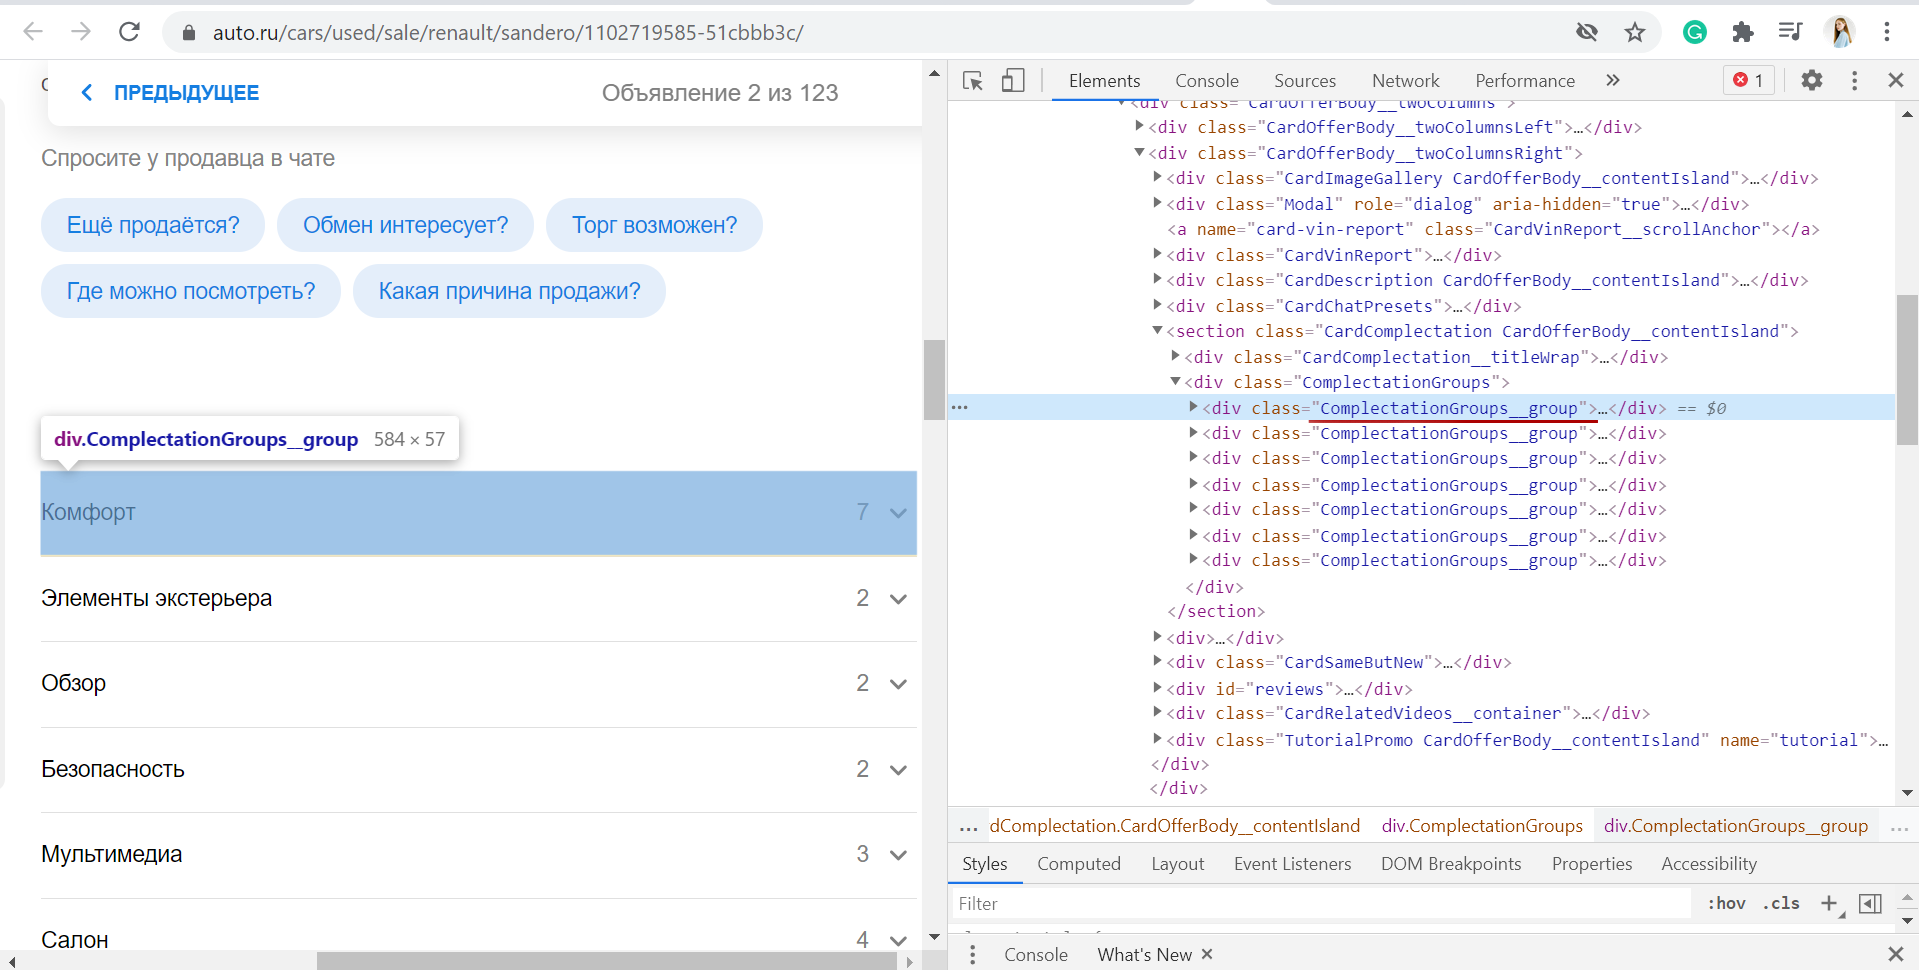 auto.ru/cars/used/sale/renault/sandero/1102719585-51cbbb3c/
ПРЕДЫДУЩЕЕ
Объявление 2 из 123
Спросите у продавца в чате
Ещё продаётся?
Обмен интересует?
Торг возможен?
Где можно посмотреть?
Какая причина продажи?
div.ComplectationGroups__group 584 × 57
Комфорт 7
Элементы экстерьера 2
Обзор 2
Безопасность 2
Мультимедиа 3
Салон 4
Elements Console Sources Network Performance » 1
<div class="CardOfferBody__twoColumns">
<div class="CardOfferBody__twoColumnsLeft">…</div>
<div class="CardOfferBody__twoColumnsRight">
<div class="CardImageGallery CardOfferBody__contentIsland">…</div>
<div class="Modal" role="dialog" aria-hidden="true">…</div>
<a name="card-vin-report" class="CardVinReport__scrollAnchor"></a>
<div class="CardVinReport">…</div>
<div class="CardDescription CardOfferBody__contentIsland">…</div>
<div class="CardChatPresets">…</div>
<section class="CardComplectation CardOfferBody__contentIsland">
<div class="CardComplectation__titleWrap">…</div>
<div class="ComplectationGroups">
<div class="ComplectationGroups__group">…</div> == $0
<div class="ComplectationGroups__group">…</div>
<div class="ComplectationGroups__group">…</div>
<div class="ComplectationGroups__group">…</div>
<div class="ComplectationGroups__group">…</div>
<div class="ComplectationGroups__group">…</div>
<div class="ComplectationGroups__group">…</div>
</div>
</section>
<div>…</div>
<div class="CardSameButNew">…</div>
<div id="reviews">…</div>
<div class="CardRelatedVideos__container">…</div>
<div class="TutorialPromo CardOfferBody__contentIsland" name="tutorial">…
</div>
</div>
… dComplectation.CardOfferBody__contentIsland div.ComplectationGroups div.ComplectationGroups__group …
Styles Computed Layout Event Listeners DOM Breakpoints Properties Accessibility
Filter :hov .cls +
Console What's New ×